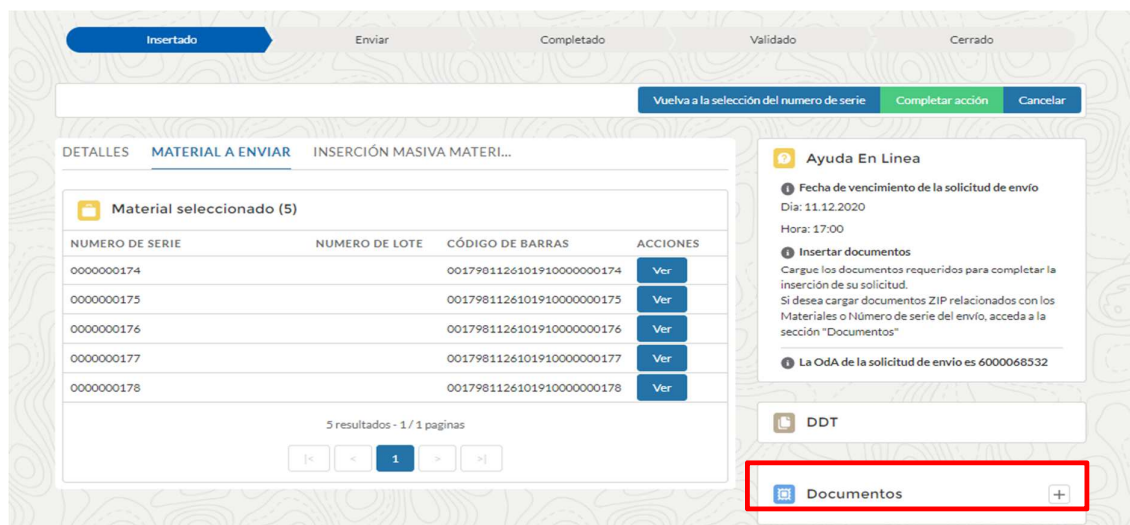 Insertado Enviar Completado Validado Cerrado
Vuelva a la selección del numero de serie Completar acción Cancelar
DETALLES MATERIAL A ENVIAR INSERCIÓN MASIVA MATERI...
Material seleccionado (5)
NUMERO DE SERIE NUMERO DE LOTE CÓDIGO DE BARRAS ACCIONES
0000000174 0017981126101910000000174 Ver
0000000175 0017981126101910000000175 Ver
0000000176 0017981126101910000000176 Ver
0000000177 0017981126101910000000177 Ver
0000000178 0017981126101910000000178 Ver
5 resultados - 1 / 1 paginas
|< < 1 > >|
Ayuda En Linea
Fecha de vencimiento de la solicitud de envío
Dia: 11.12.2020
Hora: 17:00
Insertar documentos
Cargue los documentos requeridos para completar la
inserción de su solicitud.
Si desea cargar documentos ZIP relacionados con los
Materiales o Número de serie del envío, acceda a la
sección "Documentos"
La OdA de la solicitud de envio es 6000068532
DDT
Documentos +